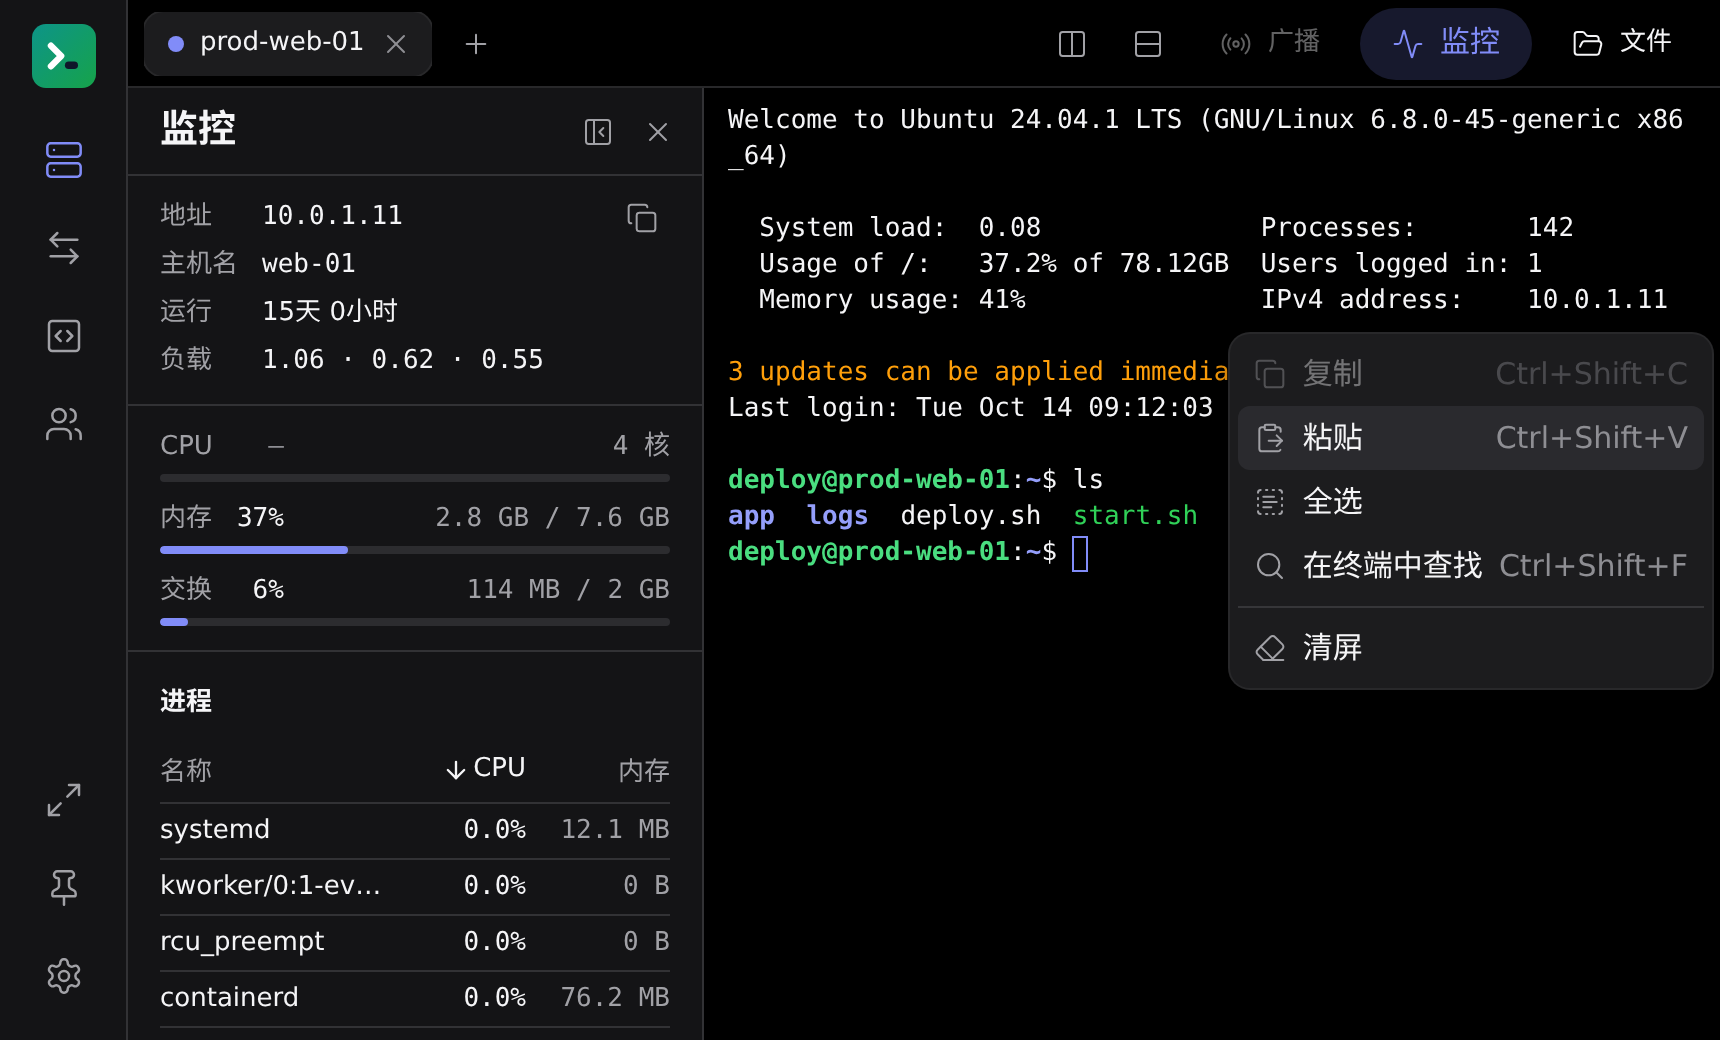 prod-web-01
广播
监控
文件
监控
地址 10.0.1.11
主机名 web-01
运行 15天 0小时
负载 1.06 · 0.62 · 0.55
CPU – 4 核
内存 37% 2.8 GB / 7.6 GB
交换 6% 114 MB / 2 GB
进程
名称 CPU 内存
systemd 0.0% 12.1 MB
kworker/0:1-ev... 0.0% 0 B
rcu_preempt 0.0% 0 B
containerd 0.0% 76.2 MB
Welcome to Ubuntu 24.04.1 LTS (GNU/Linux 6.8.0-45-generic x86
_64)
System load: 0.08 Processes: 142
Usage of /: 37.2% of 78.12GB Users logged in: 1
Memory usage: 41% IPv4 address: 10.0.1.11
3 updates can be applied immedia
Last login: Tue Oct 14 09:12:03
deploy@prod-web-01:~$ ls
app logs deploy.sh start.sh
deploy@prod-web-01:~$
复制 Ctrl+Shift+C
粘贴 Ctrl+Shift+V
全选
在终端中查找 Ctrl+Shift+F
清屏